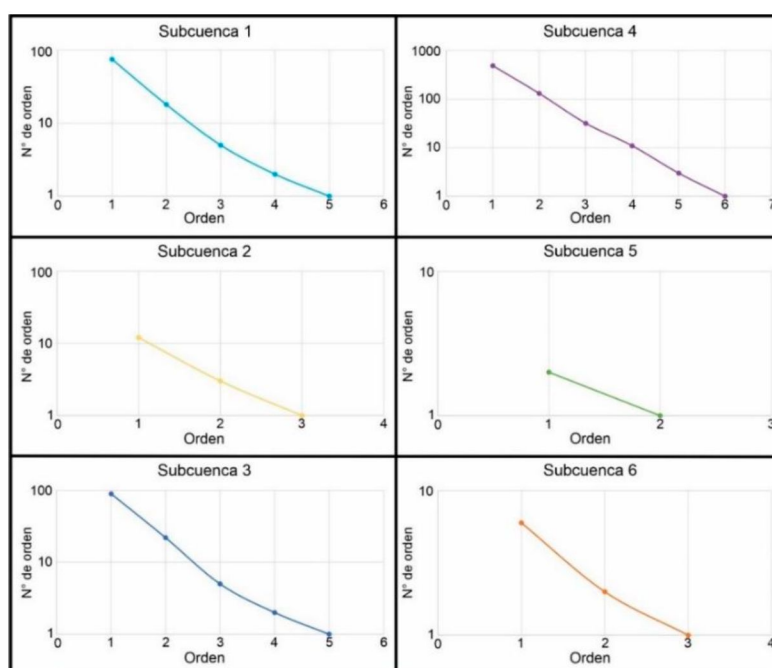 Subcuenca 1
N° de orden
100
10
1
0 1 2 3 4 5 6
Orden
Subcuenca 4
N° de orden
1000
100
10
1
0 1 2 3 4 5 6 7
Orden
Subcuenca 2
N° de orden
100
10
1
0 1 2 3 4
Orden
Subcuenca 5
N° de orden
10
1
0 1 2 3
Orden
Subcuenca 3
N° de orden
100
10
1
0 1 2 3 4 5 6
Orden
Subcuenca 6
N° de orden
10
1
0 1 2 3 4
Orden